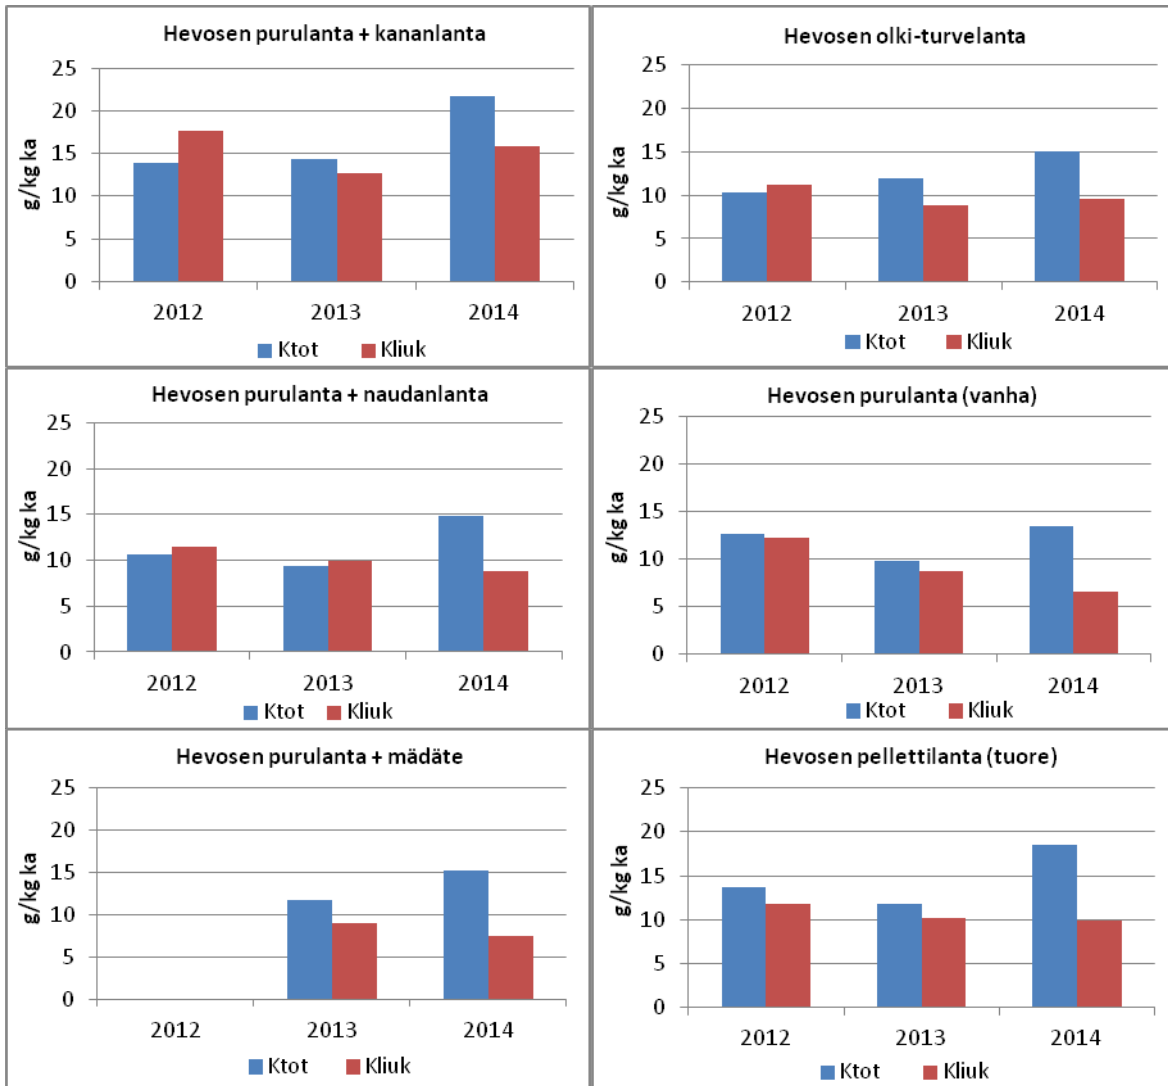 Hevosen purulanta + kananlanta
25
20
15
10
5
0
g/kg ka
2012 2013 2014
Ktot Kliuk
Hevosen olki-turvelanta
25
20
15
10
5
0
g/kg ka
2012 2013 2014
Ktot Kliuk
Hevosen purulanta + naudanlanta
25
20
15
10
5
0
g/kg ka
2012 2013 2014
Ktot Kliuk
Hevosen purulanta (vanha)
25
20
15
10
5
0
g/kg ka
2012 2013 2014
Ktot Kliuk
Hevosen purulanta + mädäte
25
20
15
10
5
0
g/kg ka
2012 2013 2014
Ktot Kliuk
Hevosen pellettilanta (tuore)
25
20
15
10
5
0
g/kg ka
2012 2013 2014
Ktot Kliuk